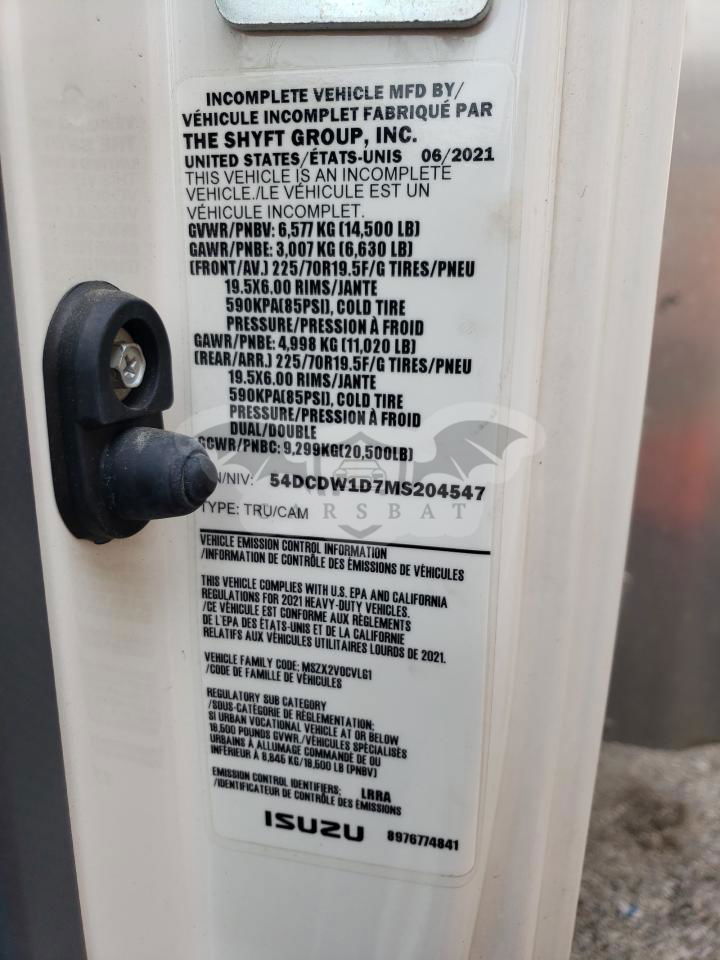 INCOMPLETE VEHICLE MFD BY/
VÉHICULE INCOMPLET FABRIQUÉ PAR
THE SHYFT GROUP, INC.
UNITED STATES/ÉTATS-UNIS 06/2021
THIS VEHICLE IS AN INCOMPLETE
VEHICLE./LE VÉHICULE EST UN
VÉHICULE INCOMPLET.
GVWR/PNBV: 6,577 KG (14,500 LB)
GAWR/PNBE: 3,007 KG (6,630 LB)
(FRONT/AV.) 225/70R19.5F/G TIRES/PNEU
19.5X6.00 RIMS/JANTE
590KPA(85PSI), COLD TIRE
PRESSURE/PRESSION À FROID
GAWR/PNBE: 4,998 KG (11,020 LB)
(REAR/ARR.) 225/70R19.5F/G TIRES/PNEU
19.5X6.00 RIMS/JANTE
590KPA(85PSI), COLD TIRE
PRESSURE/PRESSION À FROID
DUAL/DOUBLE
GCWR/PNBC: 9,299KG(20,500LB)
N/NIV: 54DCDW1D7MS204547
TYPE: TRU/CAM
CARSBAT
VEHICLE EMISSION CONTROL INFORMATION
/INFORMATION DE CONTRÔLE DES ÉMISSIONS DE VÉHICULES
THIS VEHICLE COMPLIES WITH U.S. EPA AND CALIFORNIA
REGULATIONS FOR 2021 HEAVY-DUTY VEHICLES.
/CE VÉHICULE EST CONFORME AUX RÈGLEMENTS
DE L'EPA DES ÉTATS-UNIS ET DE LA CALIFORNIE
RELATIFS AUX VÉHICULES UTILITAIRES LOURDS DE 2021.
VEHICLE FAMILY CODE: MSZX2VOCVLG1
/CODE DE FAMILLE DE VÉHICULES
REGULATORY SUB CATEGORY
/SOUS-CATÉGORIE DE RÉGLEMENTATION:
SI URBAN VOCATIONAL VEHICLE AT OR BELOW
19,500 POUNDS GVWR./VÉHICULES SPÉCIALISÉS
URBAINS À ALLUMAGE COMMANDÉ DE OU
INFÉRIEUR À 8,845 KG/19,500 LB (PNBV)
EMISSION CONTROL IDENTIFIERS: LRRA
/IDENTIFICATEUR DE CONTRÔLE DES ÉMISSIONS
ISUZU 8976774841